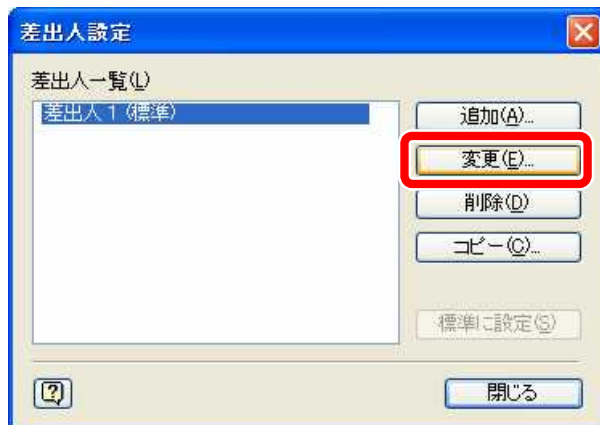 差出人設定
差出人一覧(L)
差出人1(標準)
追加(A)...
変更(E)...
削除(D)
コピー(C)...
標準に設定(S)
?
閉じる